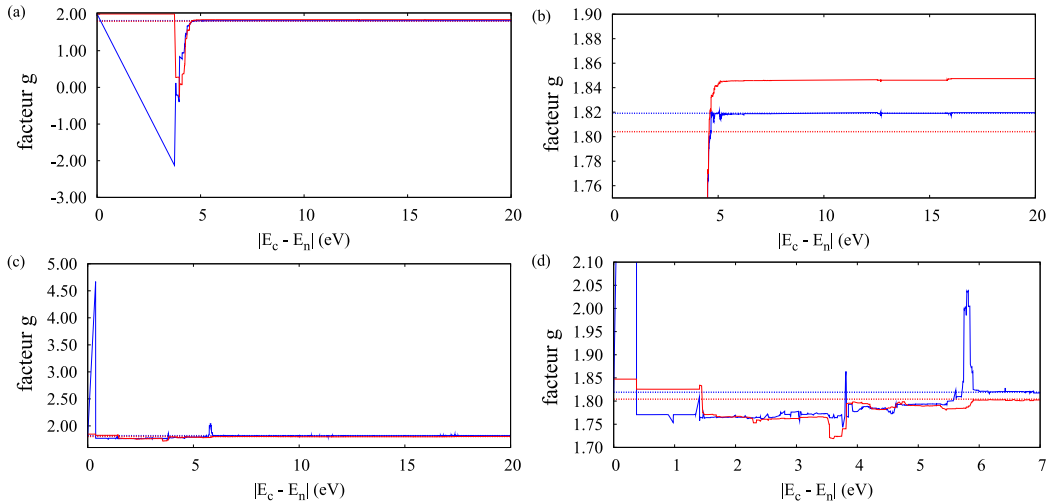 (a)
2.00
1.00
0.00
-1.00
-2.00
-3.00
facteur g
0 5 10 15 20
|E_c - E_n| (eV)
(b)
1.90
1.88
1.86
1.84
1.82
1.80
1.78
1.76
facteur g
0 5 10 15 20
|E_c - E_n| (eV)
(c)
5.00
4.50
4.00
3.50
3.00
2.50
2.00
facteur g
0 5 10 15 20
|E_c - E_n| (eV)
(d)
2.10
2.05
2.00
1.95
1.90
1.85
1.80
1.75
1.70
facteur g
0 1 2 3 4 5 6 7
|E_c - E_n| (eV)